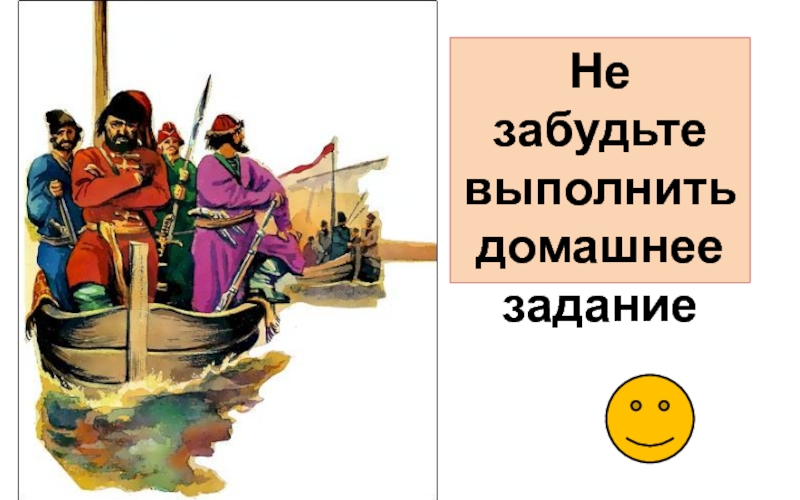 Не
забудьте
выполнить
домашнее
задание